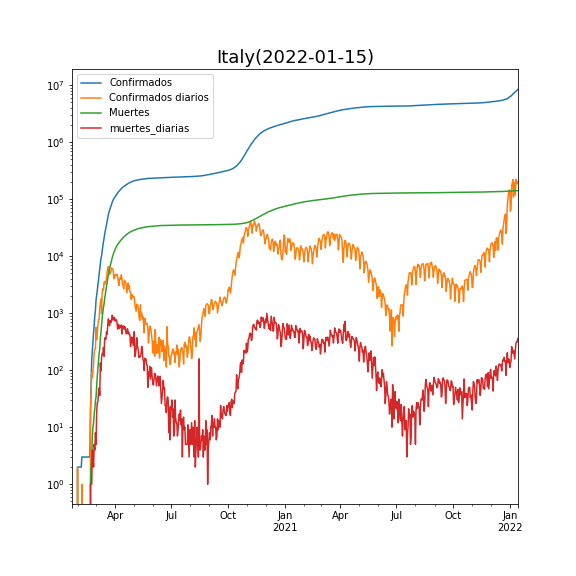 Italy(2022-01-15)
Confirmados
Confirmados diarios
Muertes
muertes_diarias
10^7
10^6
10^5
10^4
10^3
10^2
10^1
10^0
Apr Jul Oct Jan Apr Jul Oct Jan
2021 2022